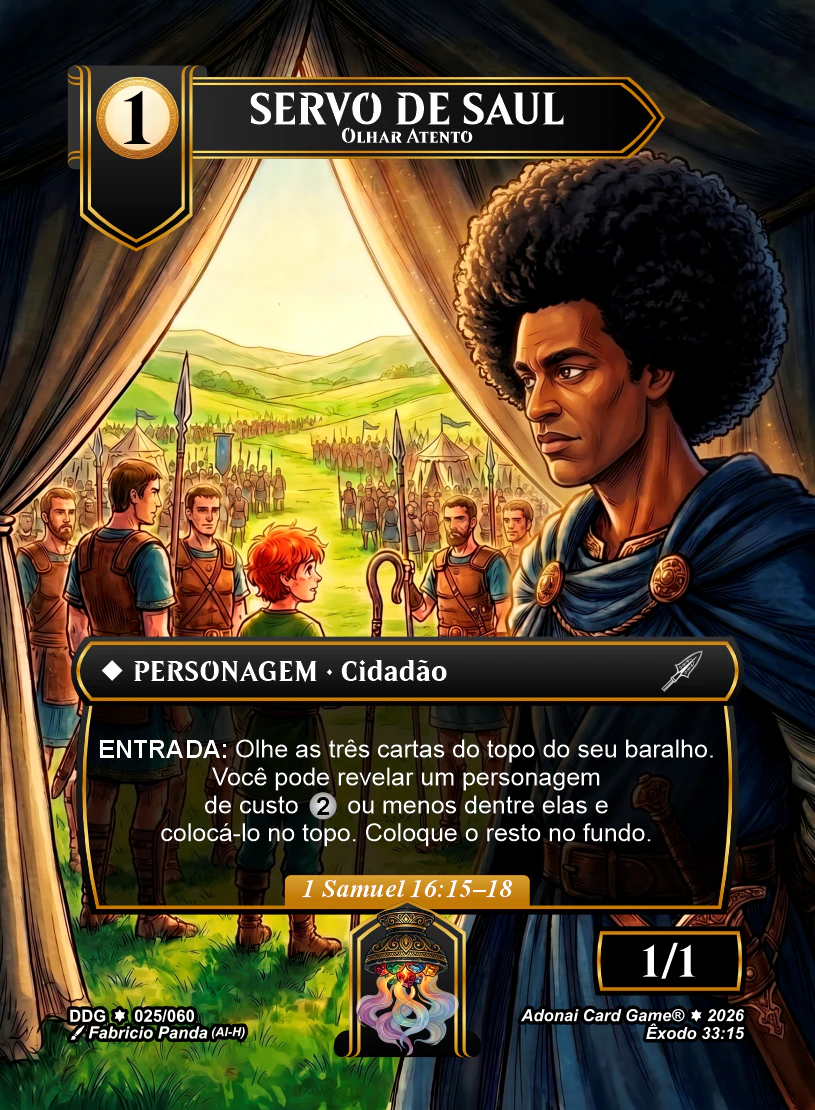 1
SERVO DE SAUL
OLHAR ATENTO
◆ PERSONAGEM · Cidadão
ENTRADA: Olhe as três cartas do topo do seu baralho.
Você pode revelar um personagem
de custo 2 ou menos dentre elas e
colocá-lo no topo. Coloque o resto no fundo.
1 Samuel 16:15–18
1/1
DDG ✸ 025/060
Fabricio Panda (AI-H)
Adonai Card Game® ✸ 2026
Êxodo 33:15